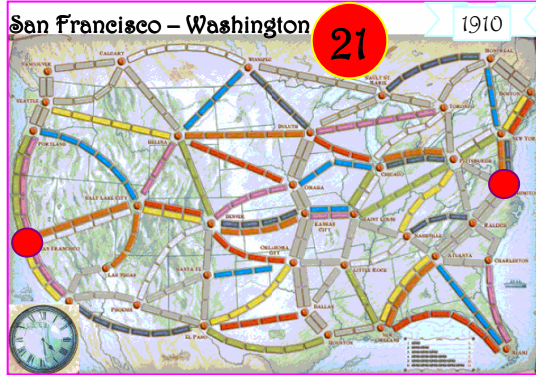 San Francisco – Washington
21
1910
VANCOUVER
CALGARY
WINNIPEG
SAULT ST. MARIE
MONTREAL
SEATTLE
TORONTO
BOSTON
PORTLAND
HELENA
DULUTH
NEW YORK
PITTSBURGH
CHICAGO
SALT LAKE CITY
OMAHA
DENVER
KANSAS CITY
SAINT LOUIS
RALEIGH
NASHVILLE
SAN FRANCISCO
OKLAHOMA CITY
ATLANTA
CHARLESTON
LAS VEGAS
SANTA FE
LITTLE ROCK
PHOENIX
DALLAS
EL PASO
HOUSTON
ORLEANS
MIAMI